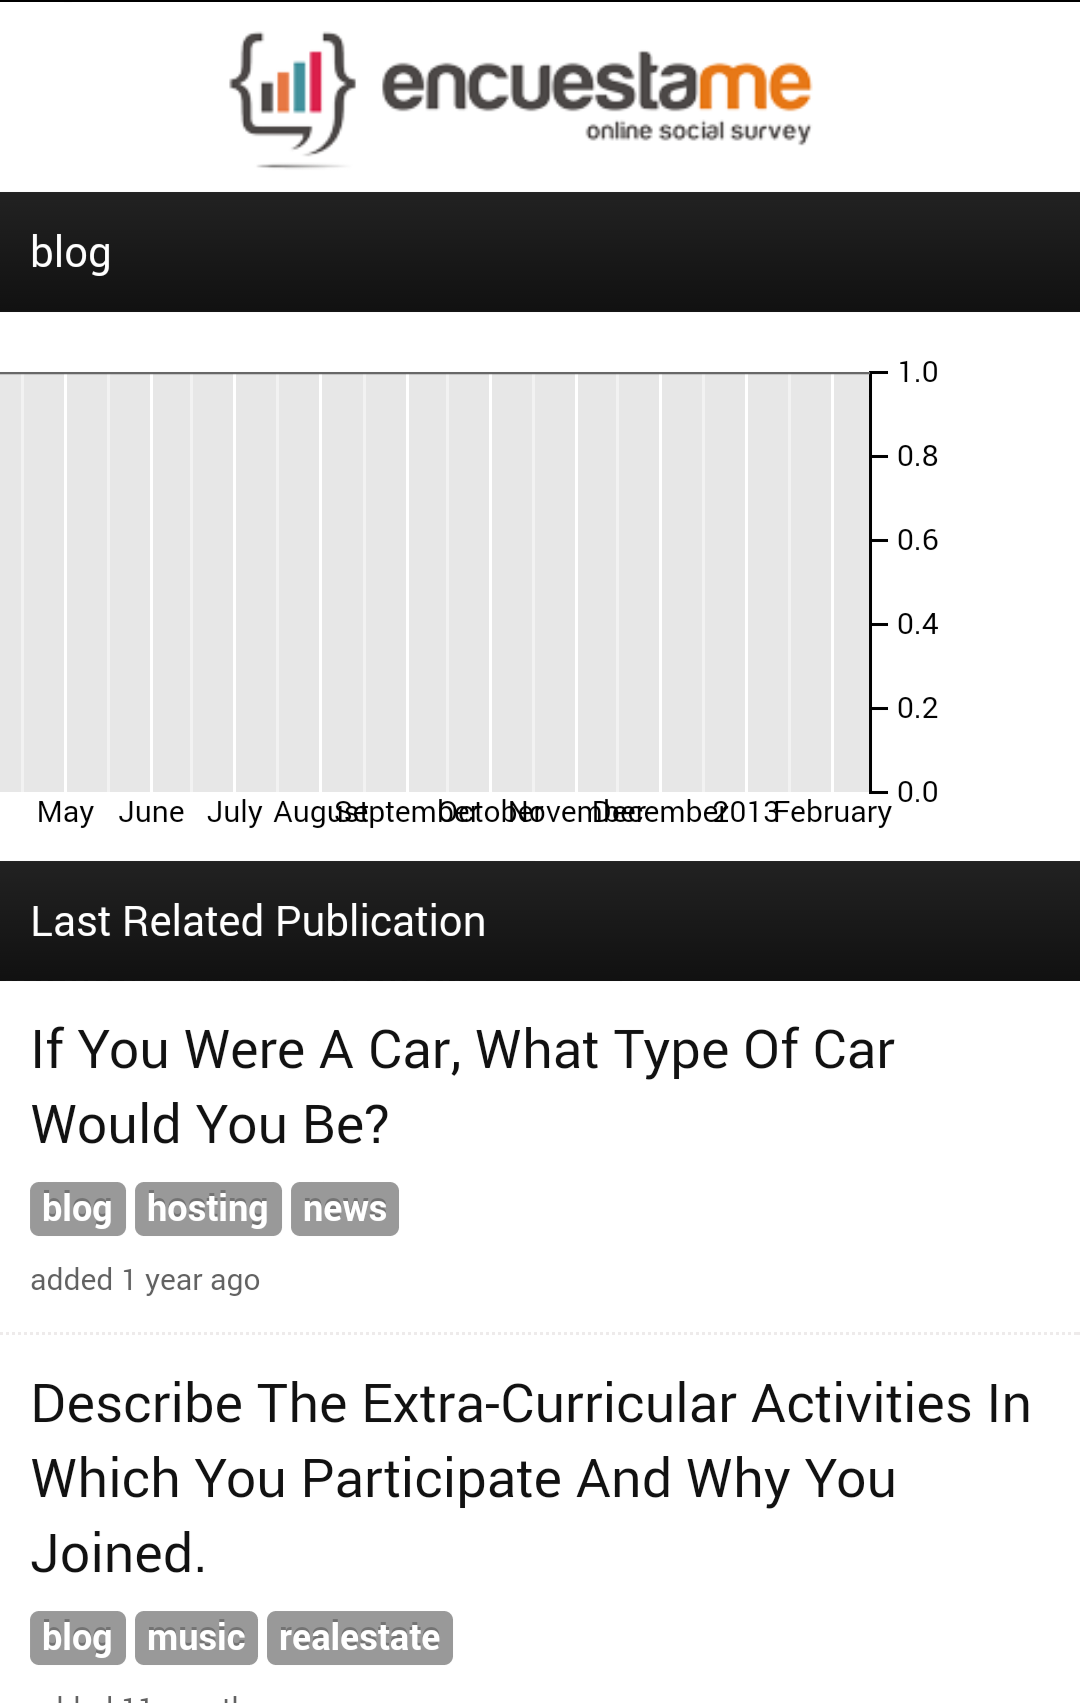 encuestame
online social survey
blog
1.0
0.8
0.6
0.4
0.2
0.0
May June July August September October November December 2013 February
Last Related Publication
If You Were A Car, What Type Of Car
Would You Be?
blog hosting news
added 1 year ago
Describe The Extra-Curricular Activities In
Which You Participate And Why You
Joined.
blog music realestate